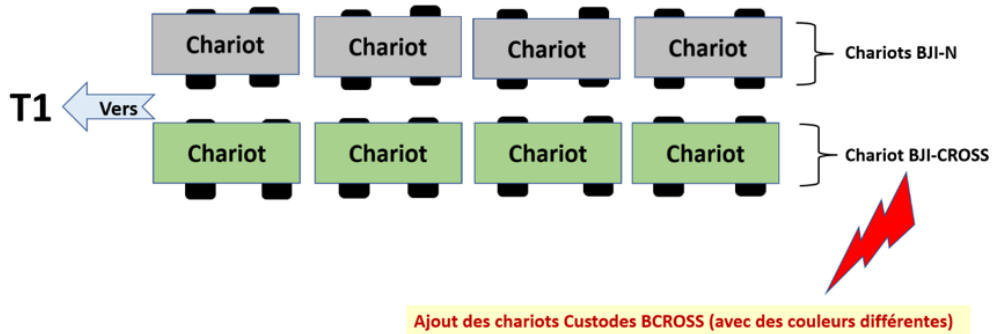 Chariot Chariot Chariot Chariot
Chariots BJI-N
T1 Vers
Chariot Chariot Chariot Chariot
Chariot BJI-CROSS
Ajout des chariots Custodes BCROSS (avec des couleurs différentes)